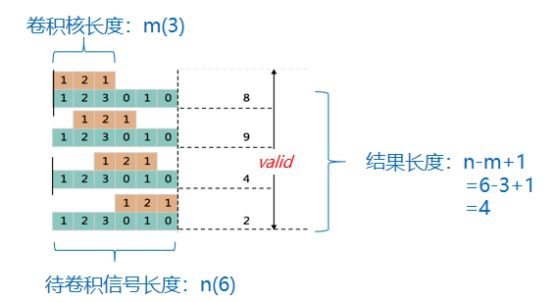 卷积核长度：m(3)
1 2 1
1 2 3 0 1 0 8
1 2 1
1 2 3 0 1 0 9
valid
1 2 1
1 2 3 0 1 0 4
1 2 1
1 2 3 0 1 0 2
结果长度：n-m+1
=6-3+1
=4
待卷积信号长度：n(6)